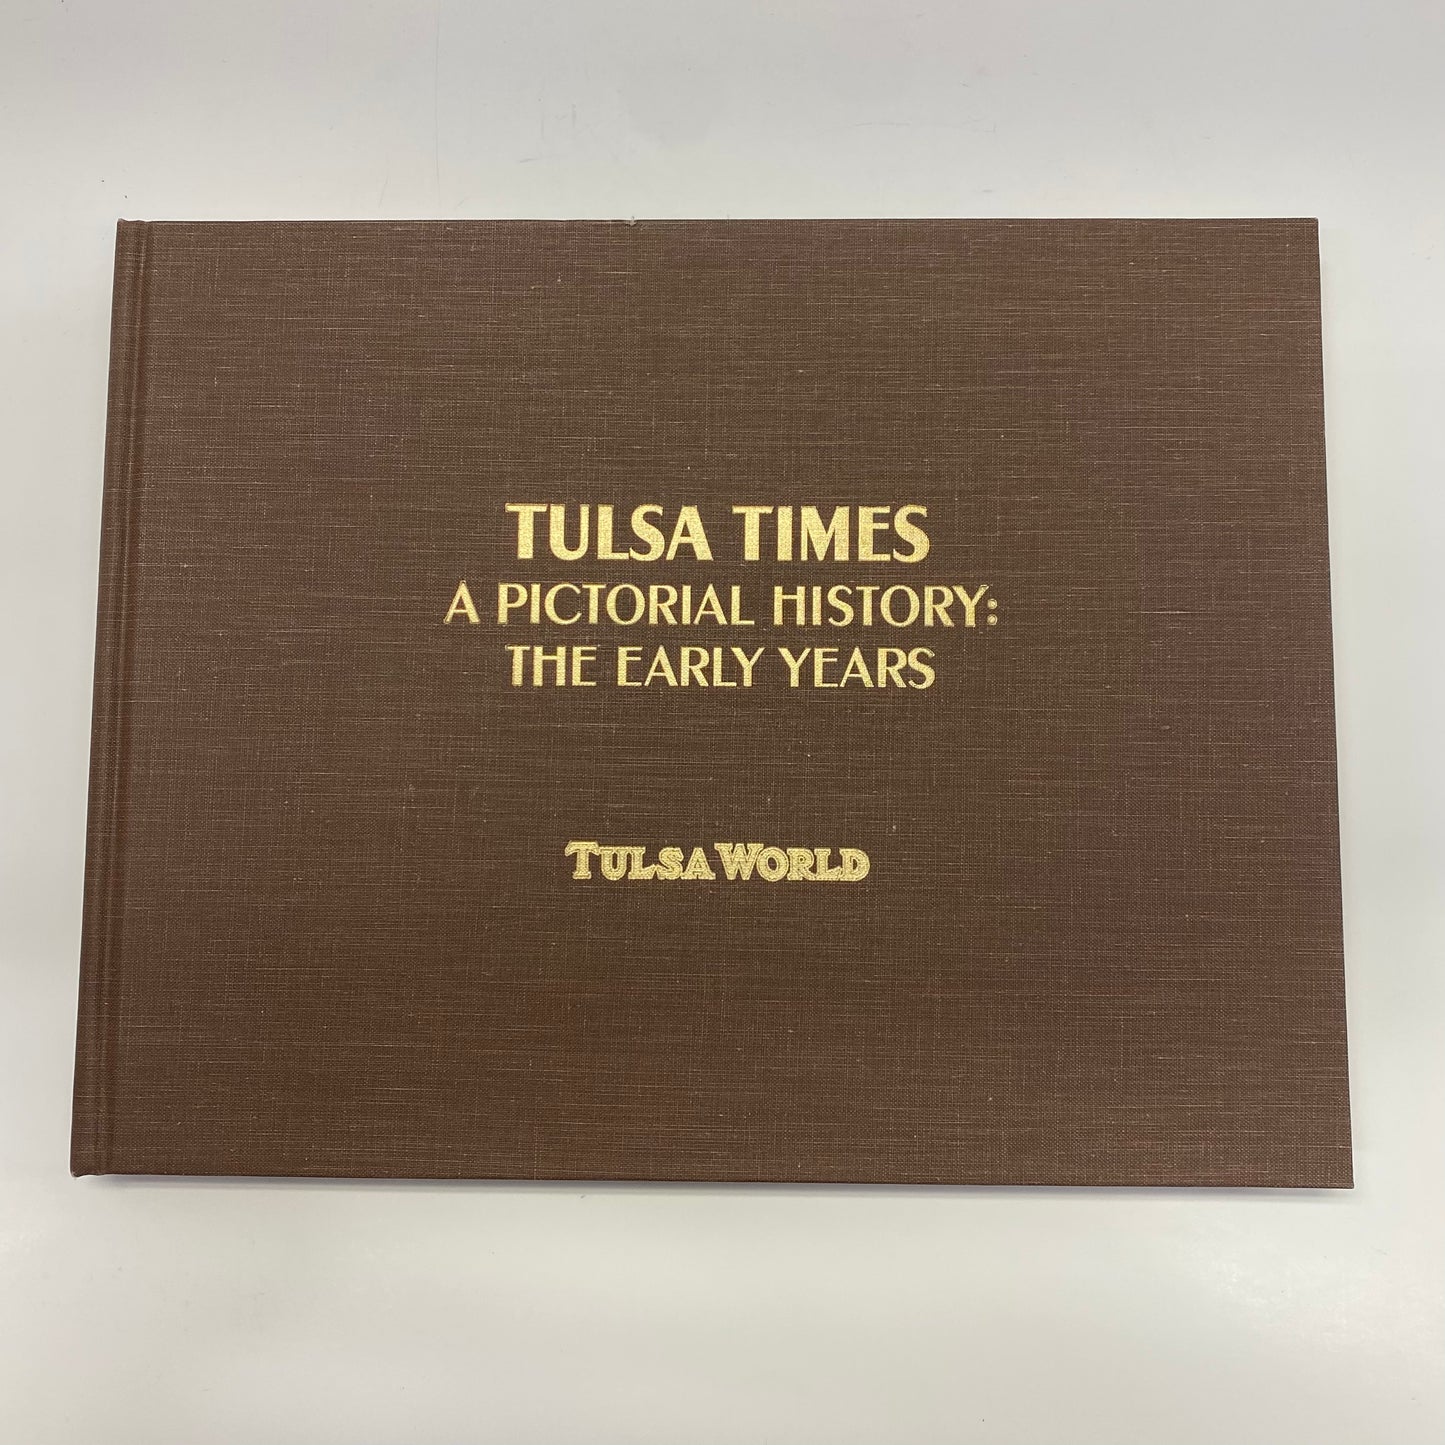 TULSA TIMES
A PICTORIAL HISTORY:
THE EARLY YEARS
TULSA WORLD